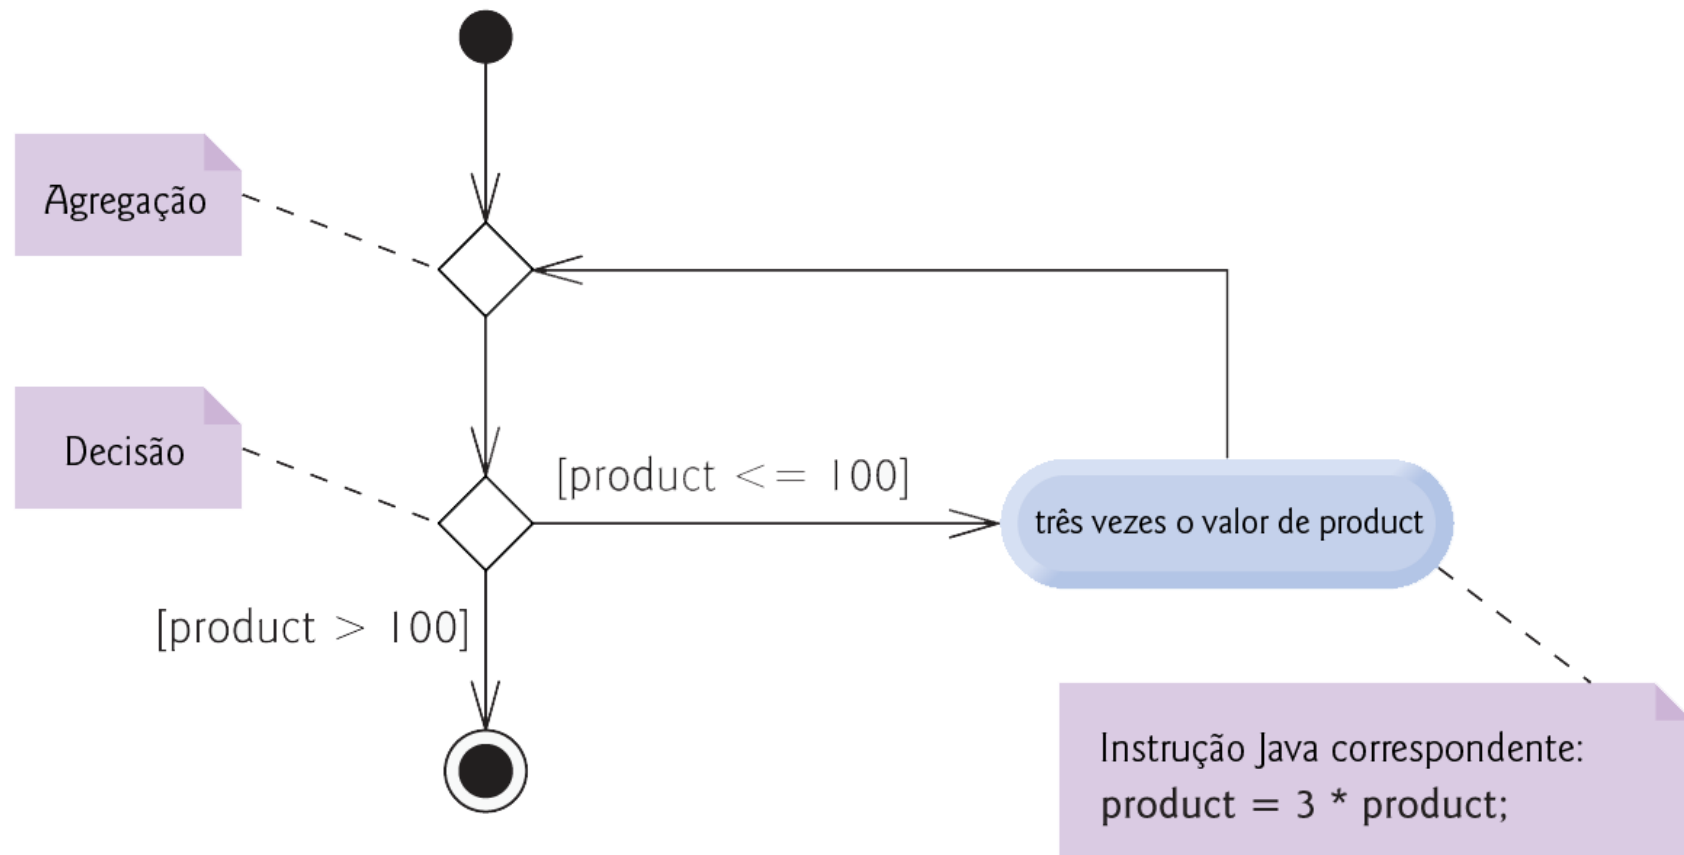 Agregação
Decisão
[product <= 100]
três vezes o valor de product
[product > 100]
Instrução Java correspondente:
product = 3 * product;